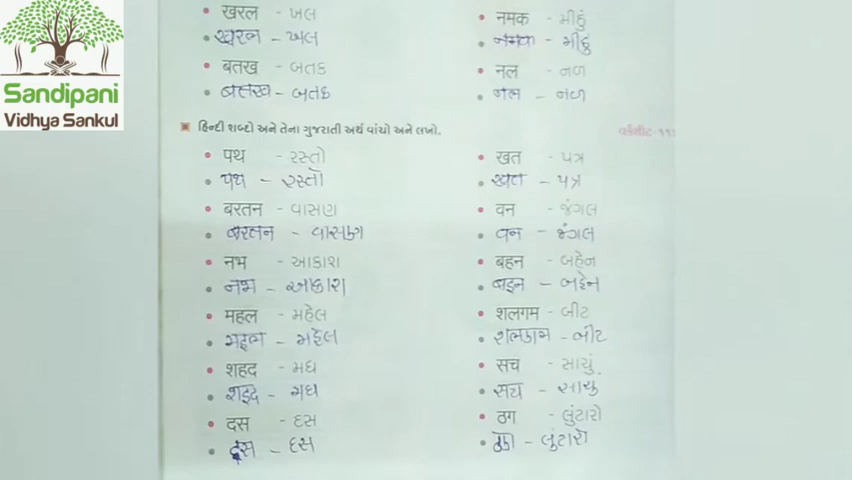 Sandipani
Vidhya Sankul
खरल - ખલ
खरल - ખલ
बतख - બતક
बतख - બતક
नमक - મીઠું
नमक - મીઠું
नल - નળ
नल - નળ
હિન્દી શબ્દો અને તેના ગુજરાતી અર્થ વાંચો અને લખો.
વર્કશીટ-૧૧
पथ - રસ્તો
पथ - રસ્તો
बरतन - વાસણ
बरतन - વાસણ
नभ - આકાશ
नभ - આકાશ
महल - મહેલ
महल - મહેલ
शहद - મધ
शहद - મધ
दस - દસ
दस - દસ
खत - પત્ર
खत - પત્ર
वन - જંગલ
वन - જંગલ
बहन - બહેન
बहन - બહેન
शलगम - બીટ
शलगम - બીટ
सच - સાચું
सच - સાચુ
ठग - લુંટારો
ठग - લુંટારો